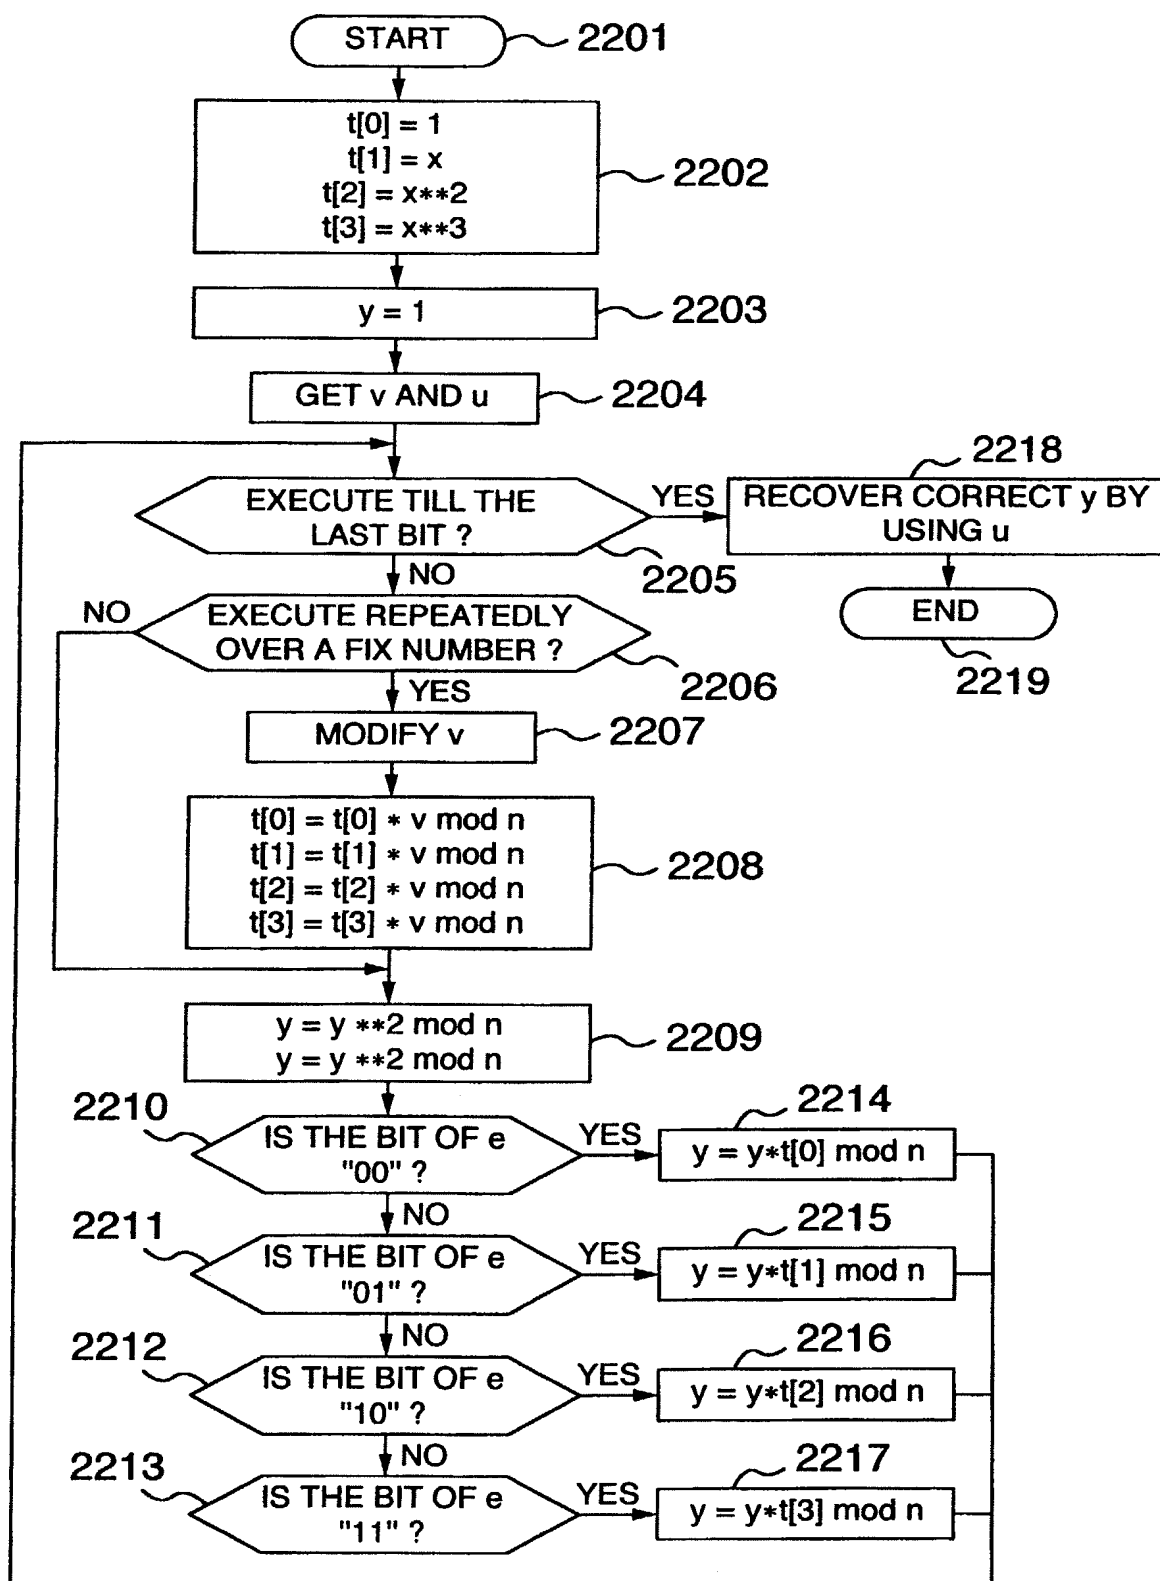 START
2201
t[0] = 1
t[1] = x
t[2] = x**2
t[3] = x**3
2202
y = 1
2203
GET v AND u
2204
EXECUTE TILL THE
LAST BIT ?
2205
YES
NO
2218
RECOVER CORRECT y BY
USING u
END
2219
EXECUTE REPEATEDLY
OVER A FIX NUMBER ?
2206
NO
YES
MODIFY v
2207
t[0] = t[0] * v mod n
t[1] = t[1] * v mod n
t[2] = t[2] * v mod n
t[3] = t[3] * v mod n
2208
y = y **2 mod n
y = y **2 mod n
2209
2210
IS THE BIT OF e
"00" ?
YES
NO
2214
y = y*t[0] mod n
2211
IS THE BIT OF e
"01" ?
YES
NO
2215
y = y*t[1] mod n
2212
IS THE BIT OF e
"10" ?
YES
NO
2216
y = y*t[2] mod n
2213
IS THE BIT OF e
"11" ?
YES
2217
y = y*t[3] mod n